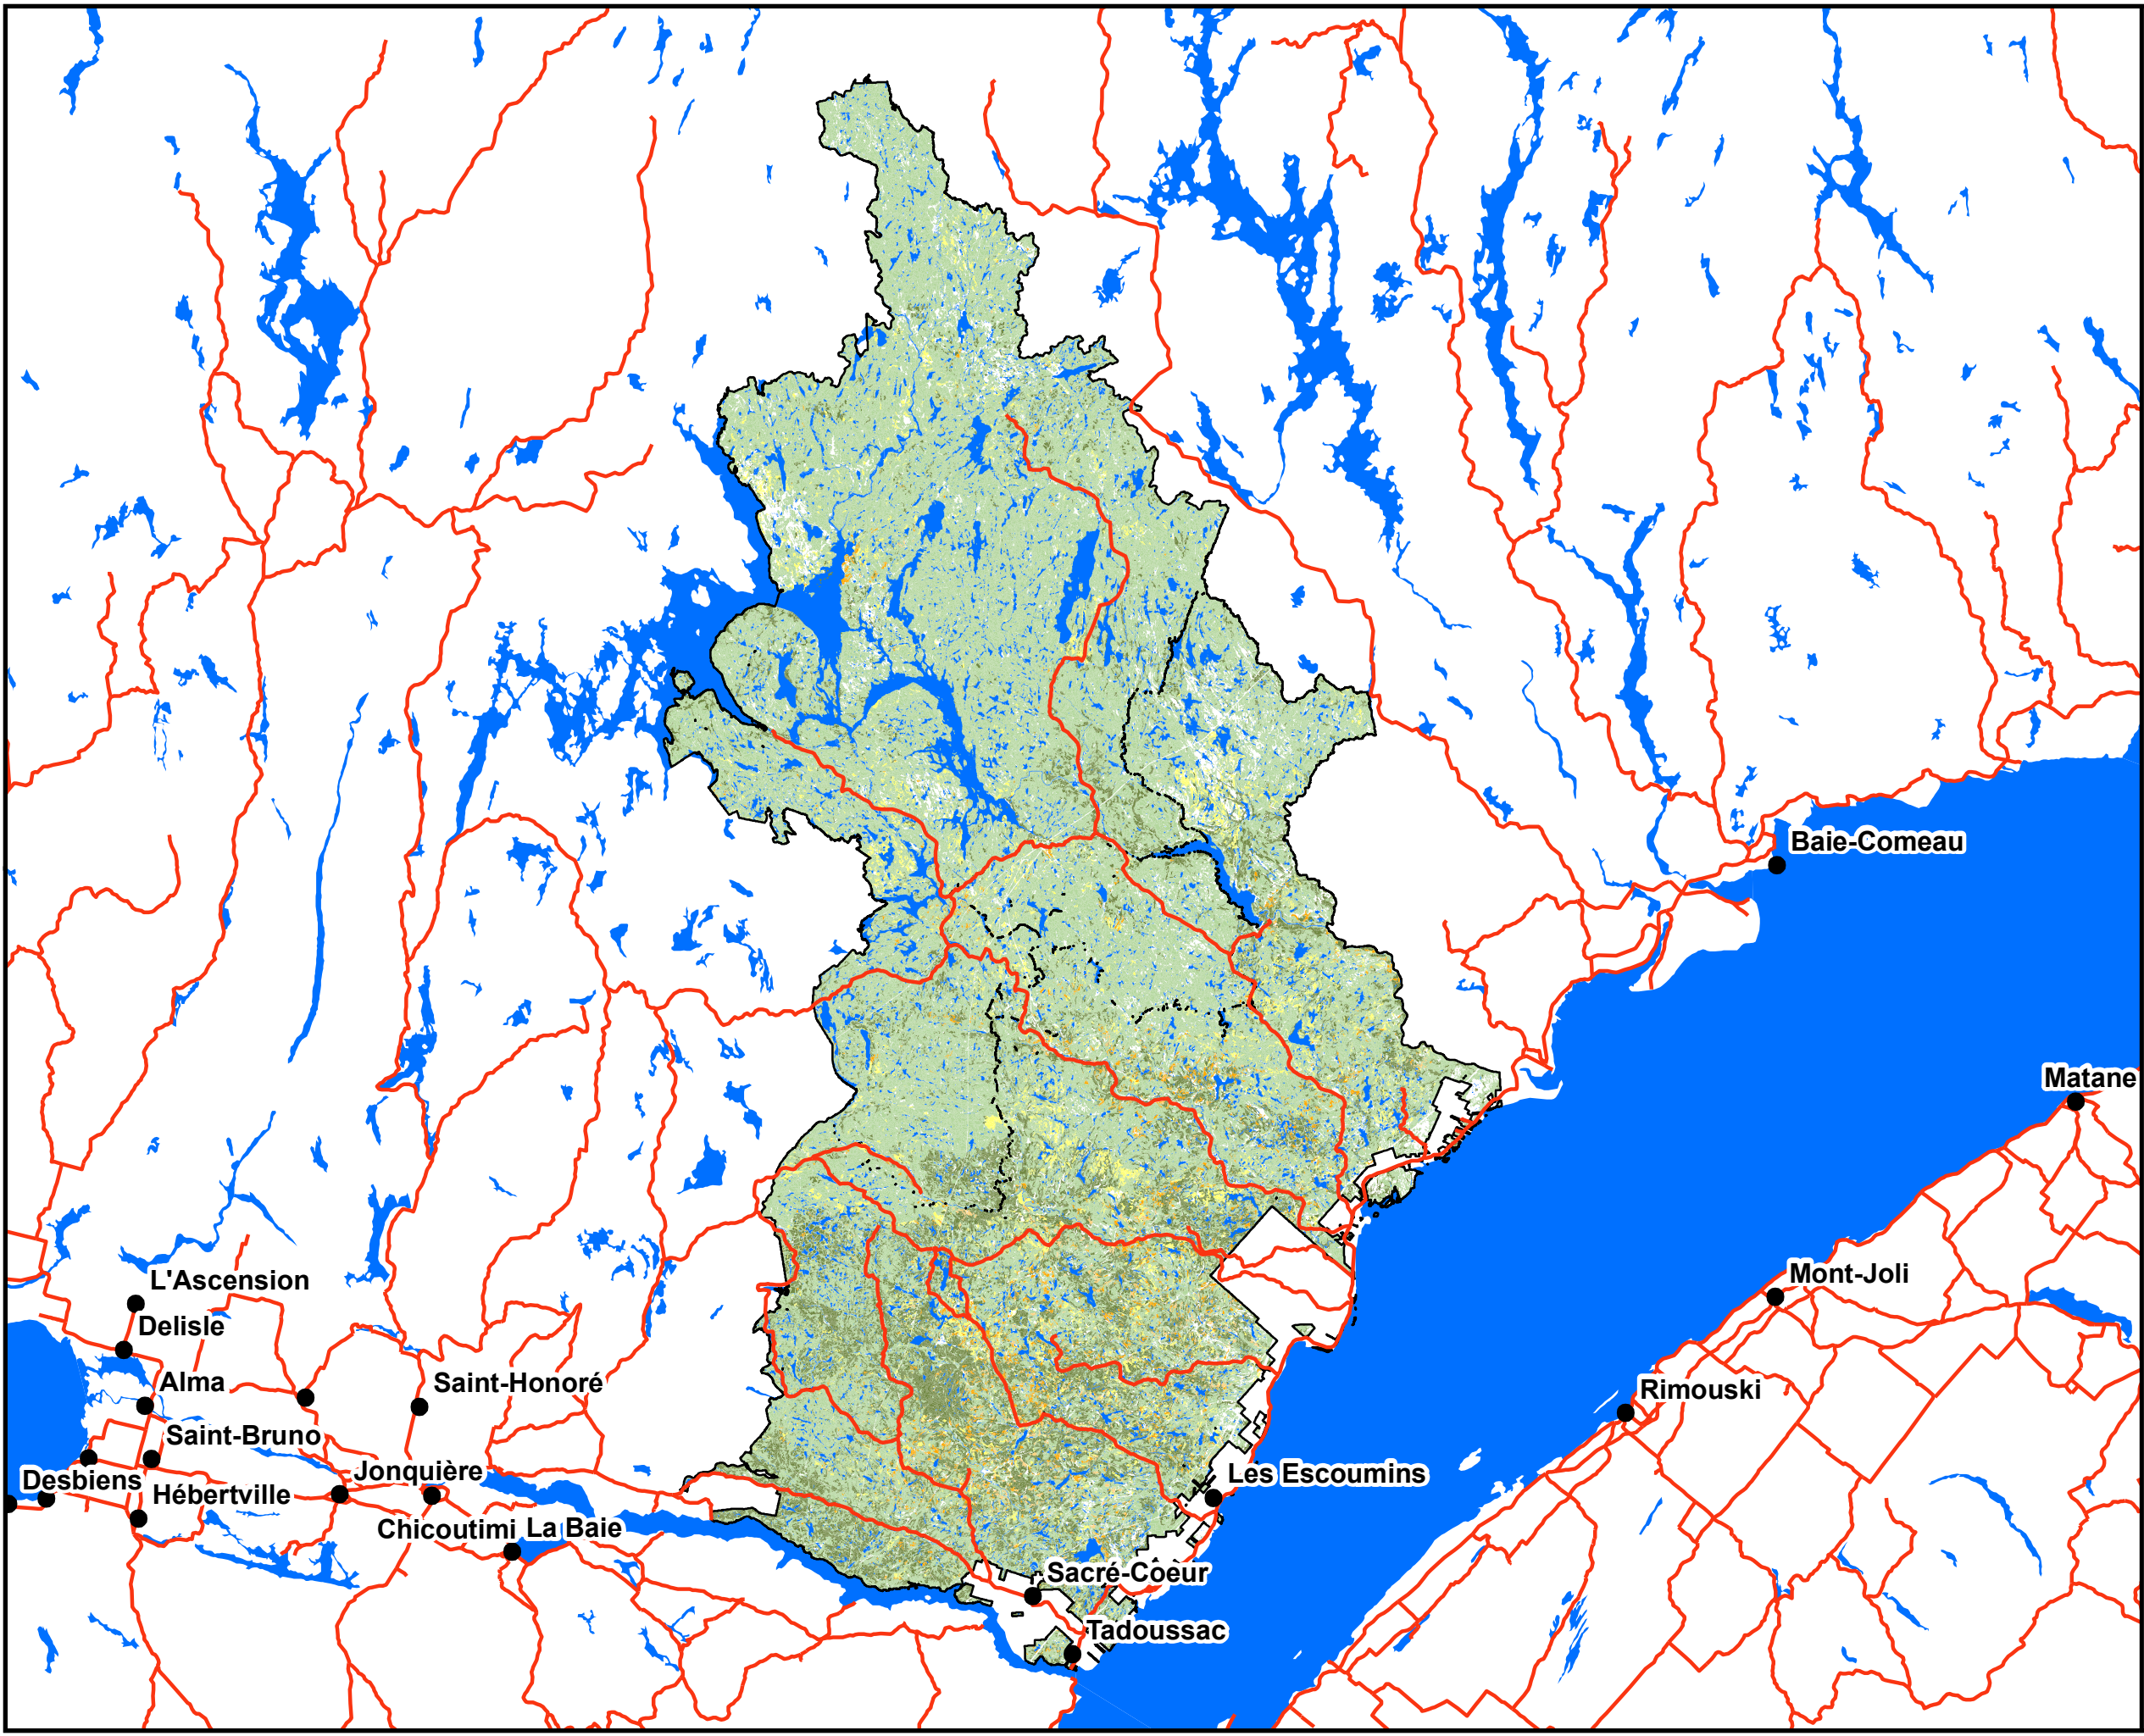 Baie-Comeau
Matane
L'Ascension
Mont-Joli
Delisle
Alma
Saint-Honoré
Rimouski
Saint-Bruno
Desbiens
Jonquière
Les Escoumins
Hébertville
Chicoutimi
La Baie
Sacré-Coeur
Tadoussac